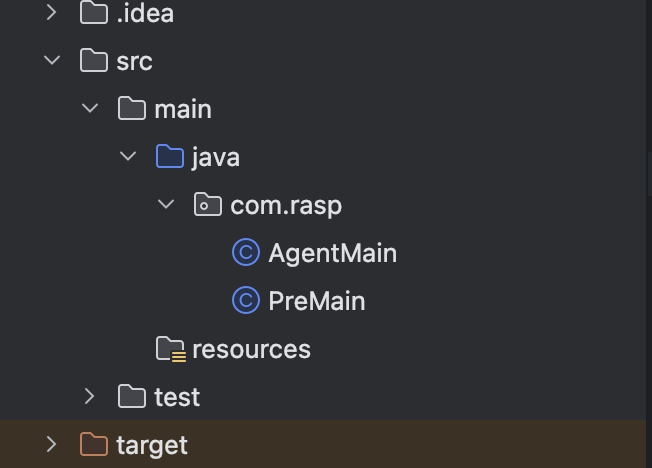 .idea
src
main
java
com.rasp
C AgentMain
C PreMain
resources
test
target